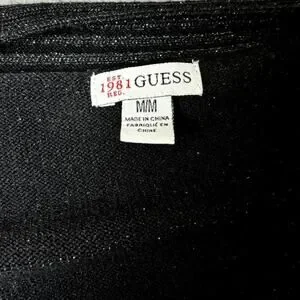 EST.
1981 GUESS
REG.
M/M
MADE IN CHINA
FABRIQUÉ EN
CHINE